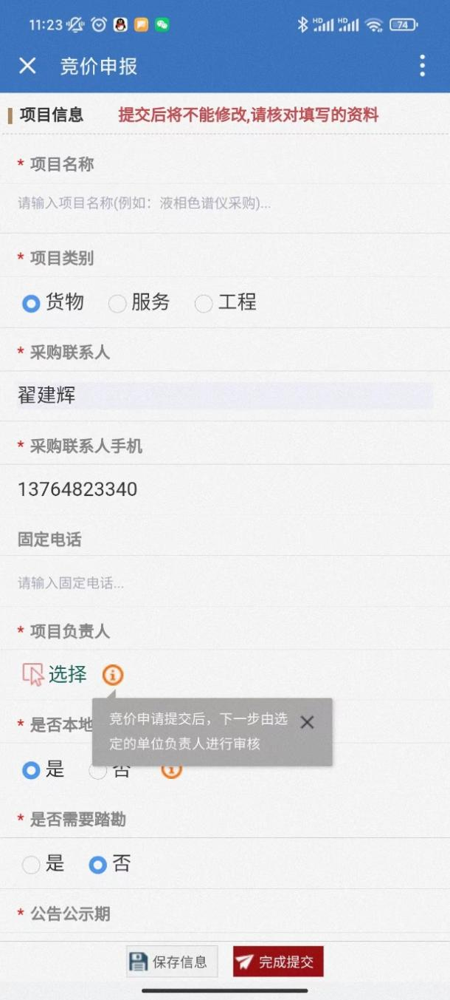 11:23
HD HD 74
竞价申报
项目信息 提交后将不能修改,请核对填写的资料
* 项目名称
请输入项目名称(例如：液相色谱仪采购)...
* 项目类别
货物 服务 工程
* 采购联系人
翟建辉
* 采购联系人手机
13764823340
固定电话
请输入固定电话...
* 项目负责人
选择
竞价申请提交后，下一步由选
定的单位负责人进行审核
* 是否本地
是 否
* 是否需要踏勘
是 否
* 公告公示期
保存信息 完成提交